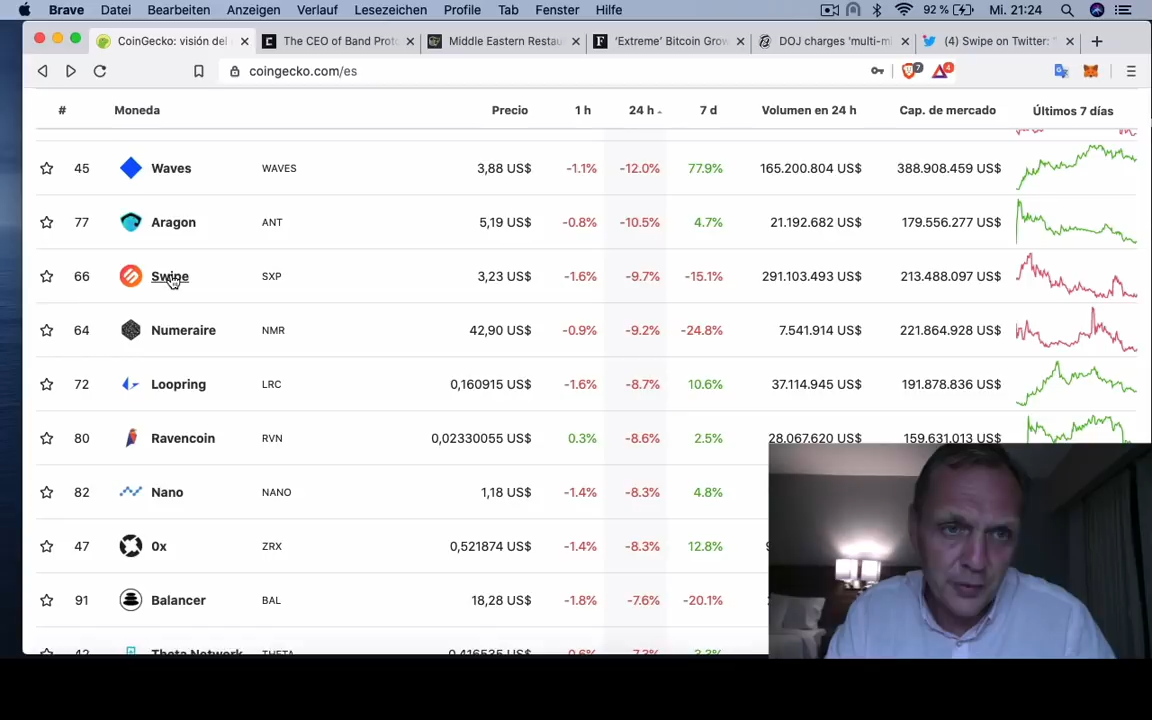 Brave Datei Bearbeiten Anzeigen Verlauf Lesezeichen Profile Tab Fenster Hilfe 92 % Mi. 21:24
CoinGecko: visión del The CEO of Band Proto Middle Eastern Restau 'Extreme' Bitcoin Grow DOJ charges 'multi-mi (4) Swipe on Twitter: "
coingecko.com/es 7 4
# Moneda Precio 1 h 24 h 7 d Volumen en 24 h Cap. de mercado Últimos 7 días
45 Waves WAVES 3,88 US$ -1.1% -12.0% 77.9% 165.200.804 US$ 388.908.459 US$
77 Aragon ANT 5,19 US$ -0.8% -10.5% 4.7% 21.192.682 US$ 179.556.277 US$
66 Swipe SXP 3,23 US$ -1.6% -9.7% -15.1% 291.103.493 US$ 213.488.097 US$
64 Numeraire NMR 42,90 US$ -0.9% -9.2% -24.8% 7.541.914 US$ 221.864.928 US$
72 Loopring LRC 0,160915 US$ -1.6% -8.7% 10.6% 37.114.945 US$ 191.878.836 US$
80 Ravencoin RVN 0,02330055 US$ 0.3% -8.6% 2.5% 28.067.620 US$ 159.631.013 US$
82 Nano NANO 1,18 US$ -1.4% -8.3% 4.8%
47 0x ZRX 0,521874 US$ -1.4% -8.3% 12.8%
91 Balancer BAL 18,28 US$ -1.8% -7.6% -20.1%
Theta Network THETA